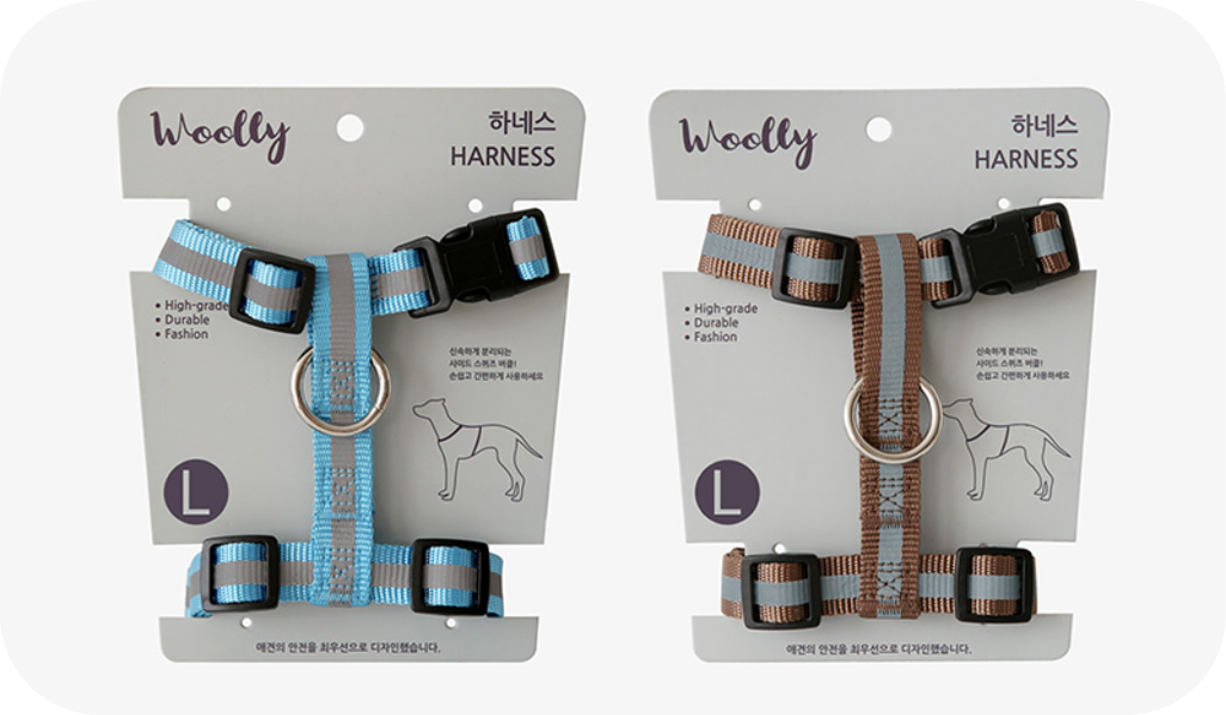 Woolly
하네스
HARNESS
• High-grade
• Durable
• Fashion
신속하게 분리되는
사이드 스퀴즈 버클!
손쉽고 간편하게 사용하세요
L
애견의 안전을 최우선으로 디자인했습니다.
Woolly
하네스
HARNESS
• High-grade
• Durable
• Fashion
신속하게 분리되는
사이드 스퀴즈 버클!
손쉽고 간편하게 사용하세요
L
애견의 안전을 최우선으로 디자인했습니다.